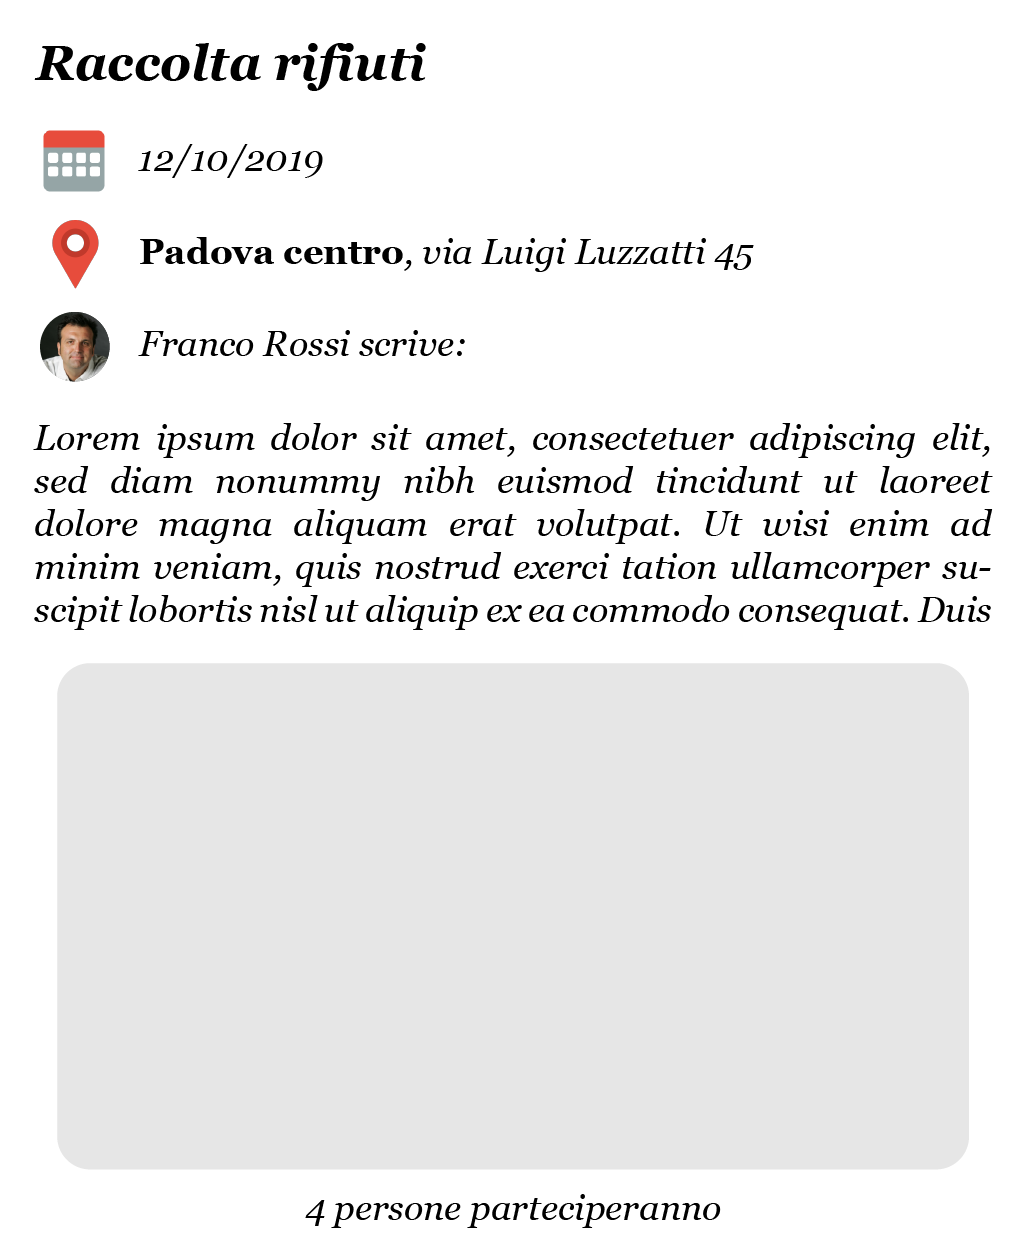 Raccolta rifiuti
12/10/2019
Padova centro, via Luigi Luzzatti 45
Franco Rossi scrive:
Lorem ipsum dolor sit amet, consectetuer adipiscing elit,
sed diam nonummy nibh euismod tincidunt ut laoreet
dolore magna aliquam erat volutpat. Ut wisi enim ad
minim veniam, quis nostrud exerci tation ullamcorper su-
scipit lobortis nisl ut aliquip ex ea commodo consequat. Duis
4 persone parteciperanno